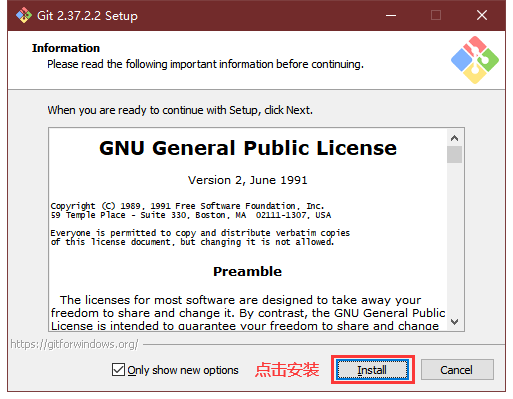 Git 2.37.2.2 Setup
Information
Please read the following important information before continuing.
When you are ready to continue with Setup, click Next.
GNU General Public License
Version 2, June 1991
Copyright (C) 1989, 1991 Free Software Foundation, Inc.
59 Temple Place - Suite 330, Boston, MA  02111-1307, USA
Everyone is permitted to copy and distribute verbatim copies
of this license document, but changing it is not allowed.
Preamble
The licenses for most software are designed to take away your
freedom to share and change it. By contrast, the GNU General Public
License is intended to guarantee your freedom to share and change
https://gitforwindows.org/
Only show new options 点击安装 Install Cancel